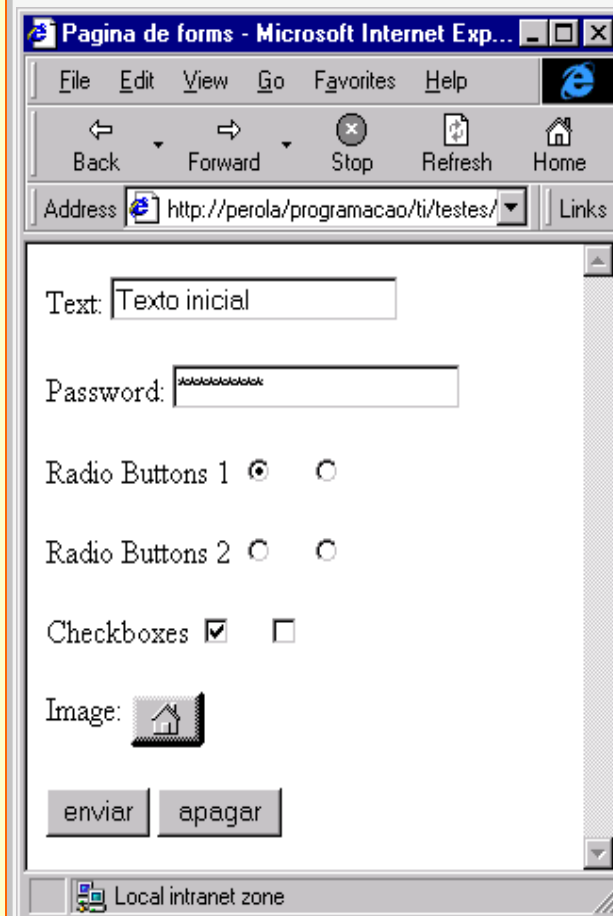 Pagina de forms - Microsoft Internet Exp...
File Edit View Go Favorites Help
Back Forward Stop Refresh Home
Address http://perola/programacao/ti/testes/ Links
Text: Texto inicial
Password: **********
Radio Buttons 1
Radio Buttons 2
Checkboxes
Image:
enviar apagar
Local intranet zone